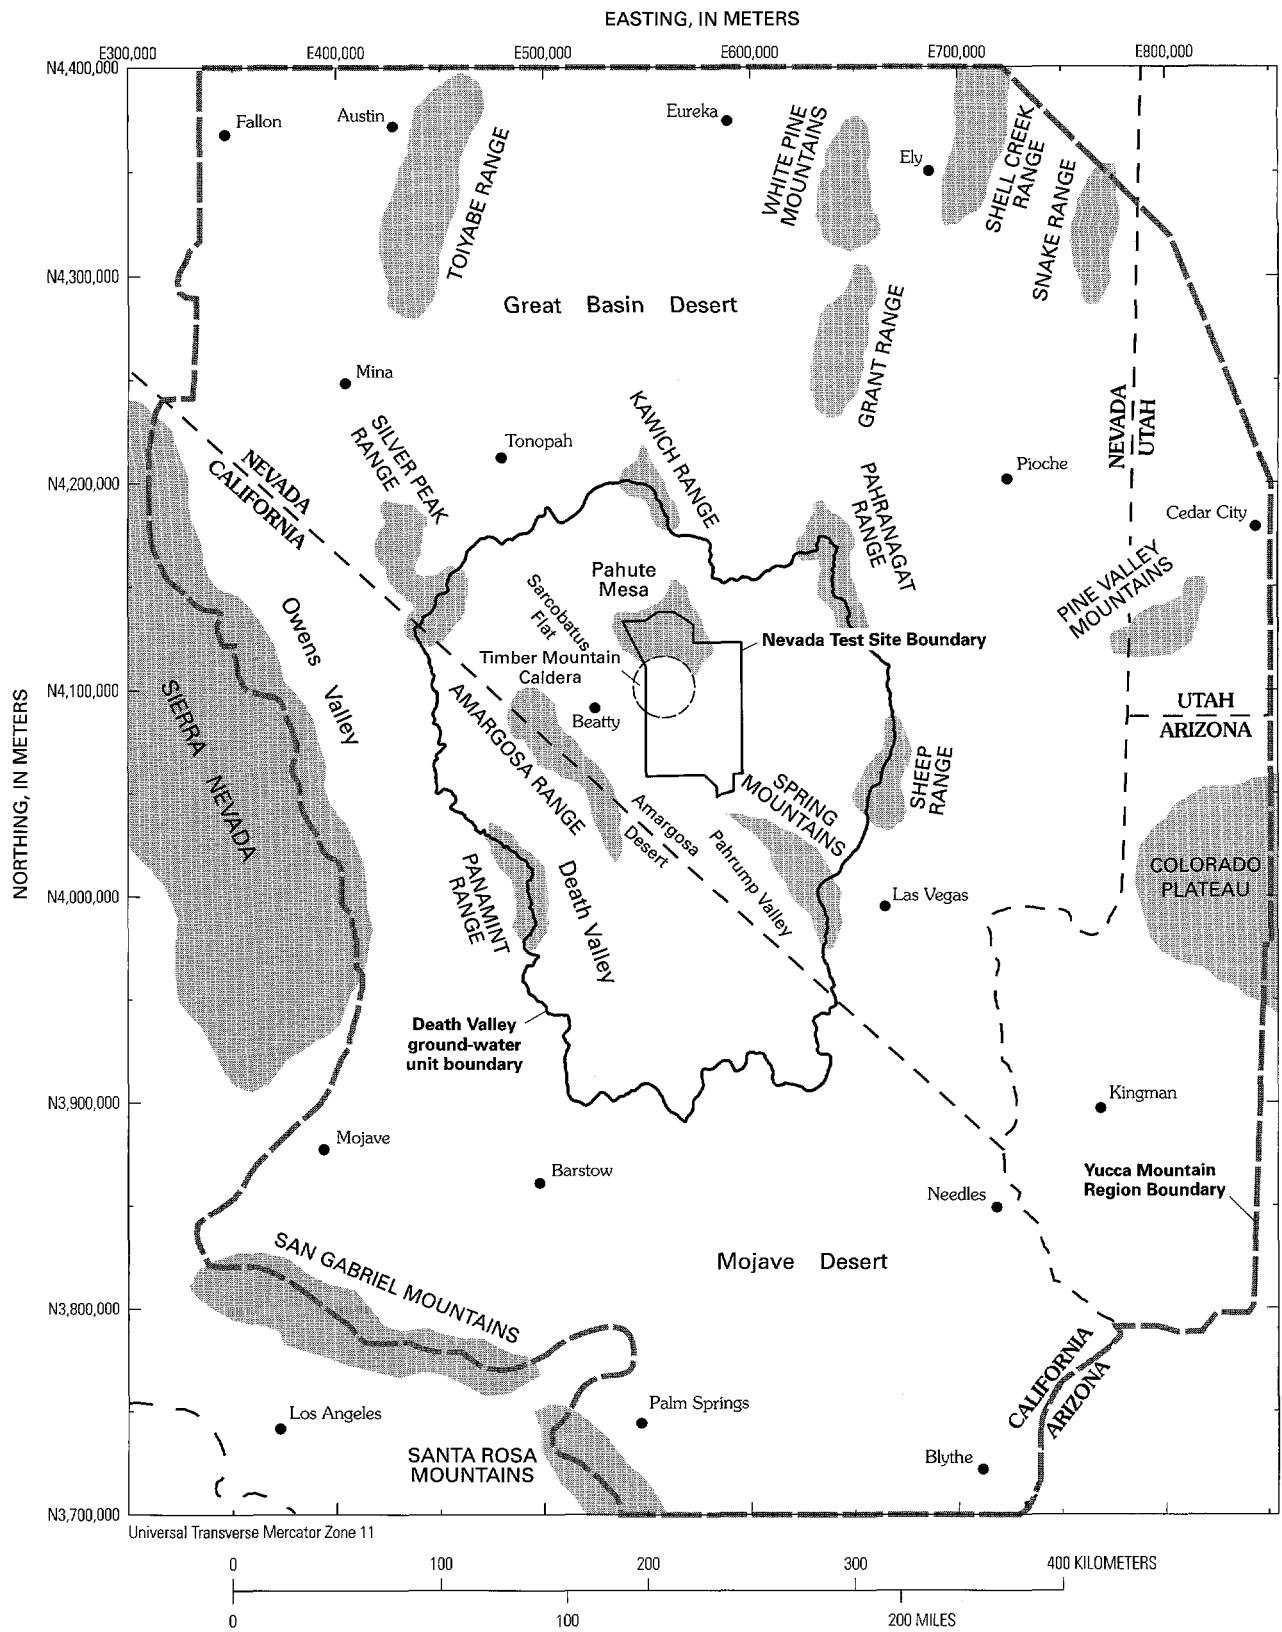 EASTING, IN METERS
E300,000
E400,000
E500,000
E600,000
E700,000
E800,000
N4,400,000
Fallon
Austin
Eureka
WHITE PINE
MOUNTAINS
Ely
SHELL CREEK
RANGE
SNAKE RANGE
TOIYABE RANGE
N4,300,000
Great Basin Desert
GRANT RANGE
Mina
SILVER PEAK
RANGE
KAWICH RANGE
NEVADA
UTAH
NEVADA
CALIFORNIA
Tonopah
Pioche
PAHRANAGAT
RANGE
N4,200,000
Cedar City
Pahute
Mesa
PINE VALLEY
MOUNTAINS
Sarcobatus
Flat
Owens Valley
Nevada Test Site Boundary
Timber Mountain
Caldera
N4,100,000
SIERRA NEVADA
UTAH
ARIZONA
Beatty
AMARGOSA RANGE
SHEEP
RANGE
SPRING
MOUNTAINS
Amargosa
Desert
Pahrump Valley
NORTHING, IN METERS
PANAMINT
RANGE
Death Valley
COLORADO
PLATEAU
N4,000,000
Las Vegas
Death Valley
ground-water
unit boundary
N3,900,000
Kingman
Mojave
Barstow
Yucca Mountain
Region Boundary
Needles
SAN GABRIEL MOUNTAINS
Mojave Desert
N3,800,000
CALIFORNIA
ARIZONA
Palm Springs
Los Angeles
SANTA ROSA
MOUNTAINS
Blythe
N3,700,000
Universal Transverse Mercator Zone 11
0 100 200 300 400 KILOMETERS
0 100 200 MILES